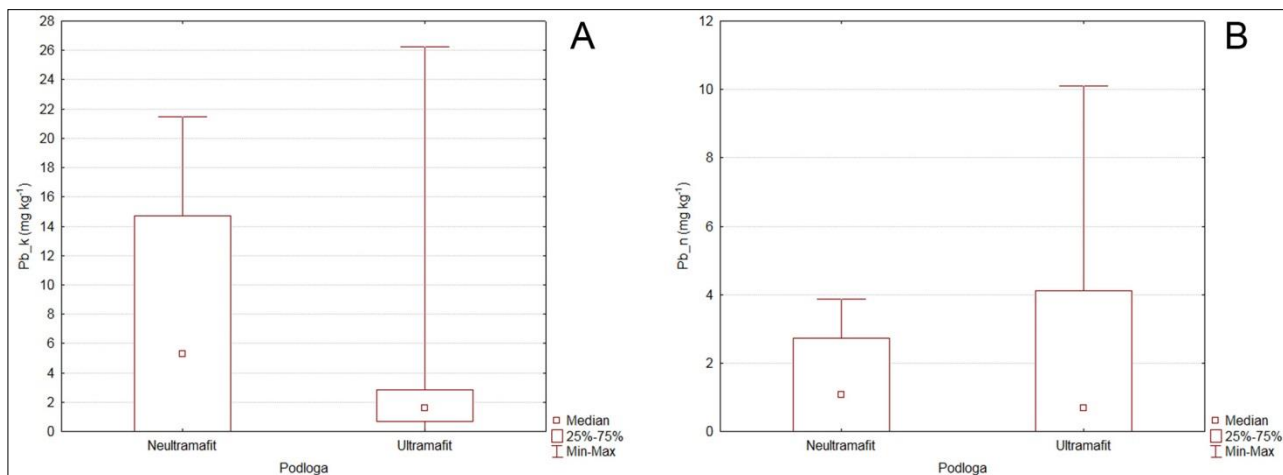 A
28
26
24
22
20
18
16
14
12
10
8
6
4
2
0
Pb_k (mg kg⁻¹)
Neultramafit
Ultramafit
Podloga
Median
25%-75%
Min-Max
B
12
10
8
6
4
2
0
Pb_n (mg kg⁻¹)
Neultramafit
Ultramafit
Podloga
Median
25%-75%
Min-Max